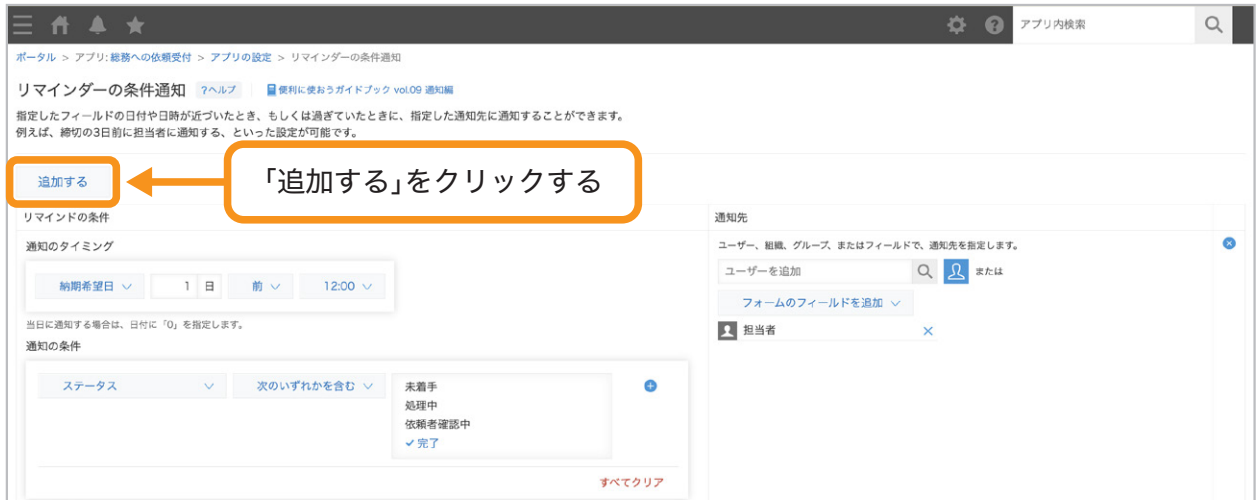 アプリ内検索
ポータル > アプリ: 総務への依頼受付 > アプリの設定 > リマインダーの条件通知
リマインダーの条件通知 ?ヘルプ 便利に使おうガイドブック vol.09 通知編
指定したフィールドの日付や日時が近づいたとき、もしくは過ぎていたときに、指定した通知先に通知することができます。
例えば、締切の3日前に担当者に通知する、といった設定が可能です。
追加する
「追加する」をクリックする
リマインドの条件
通知先
通知のタイミング
ユーザー、組織、グループ、またはフィールドで、通知先を指定します。
納期希望日 1 日 前 12:00
ユーザーを追加 または
フォームのフィールドを追加
担当者
当日に通知する場合は、日付に「0」を指定します。
通知の条件
ステータス 次のいずれかを含む
未着手
処理中
依頼者確認中
完了
すべてクリア